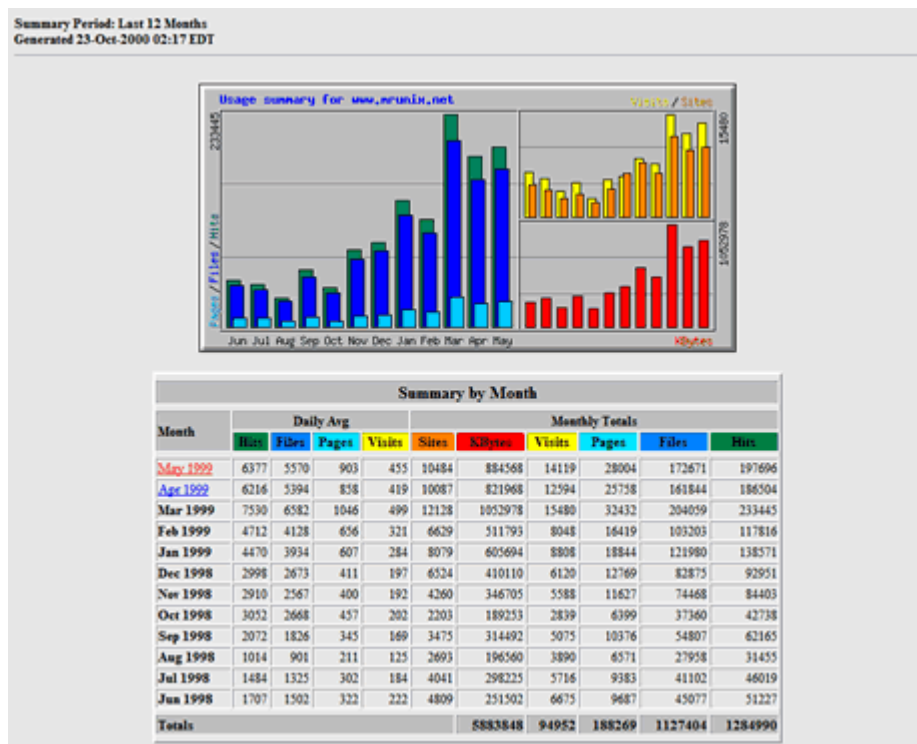 Summary Period: Last 12 Months
Generated 23-Oct-2000 02:17 EDT
Usage summary for www.mrunix.net
Visits/Sites
233445
15480
Pages/Files/Hits
1052978
Jun Jul Aug Sep Oct Nov Dec Jan Feb Mar Apr May
KBytes
Summary by Month
Month Daily Avg Monthly Totals
Hits Files Pages Visits Sites KBytes Visits Pages Files Hits
May 1999 6377 5570 903 455 10484 884568 14119 28004 172671 197696
Apr 1999 6216 5394 858 419 10087 821968 12594 25758 161844 186504
Mar 1999 7530 6582 1046 499 12128 1052978 15480 32432 204059 233445
Feb 1999 4712 4128 656 321 6629 511793 8048 16419 103203 117816
Jan 1999 4470 3934 607 284 8079 605694 8808 18844 121980 138571
Dec 1998 2998 2673 411 197 6524 410110 6120 12769 82875 92951
Nov 1998 2910 2567 400 192 4260 346705 5588 11627 74468 84403
Oct 1998 3052 2668 457 202 2203 189253 2839 6399 37360 42738
Sep 1998 2072 1826 345 169 3475 314492 5075 10376 54807 62165
Aug 1998 1014 901 211 125 2693 196560 3890 6571 27958 31455
Jul 1998 1484 1325 302 184 4041 298225 5716 9383 41102 46019
Jun 1998 1707 1502 322 222 4809 251502 6675 9687 45077 51227
Totals 5883848 94952 188269 1127404 1284990